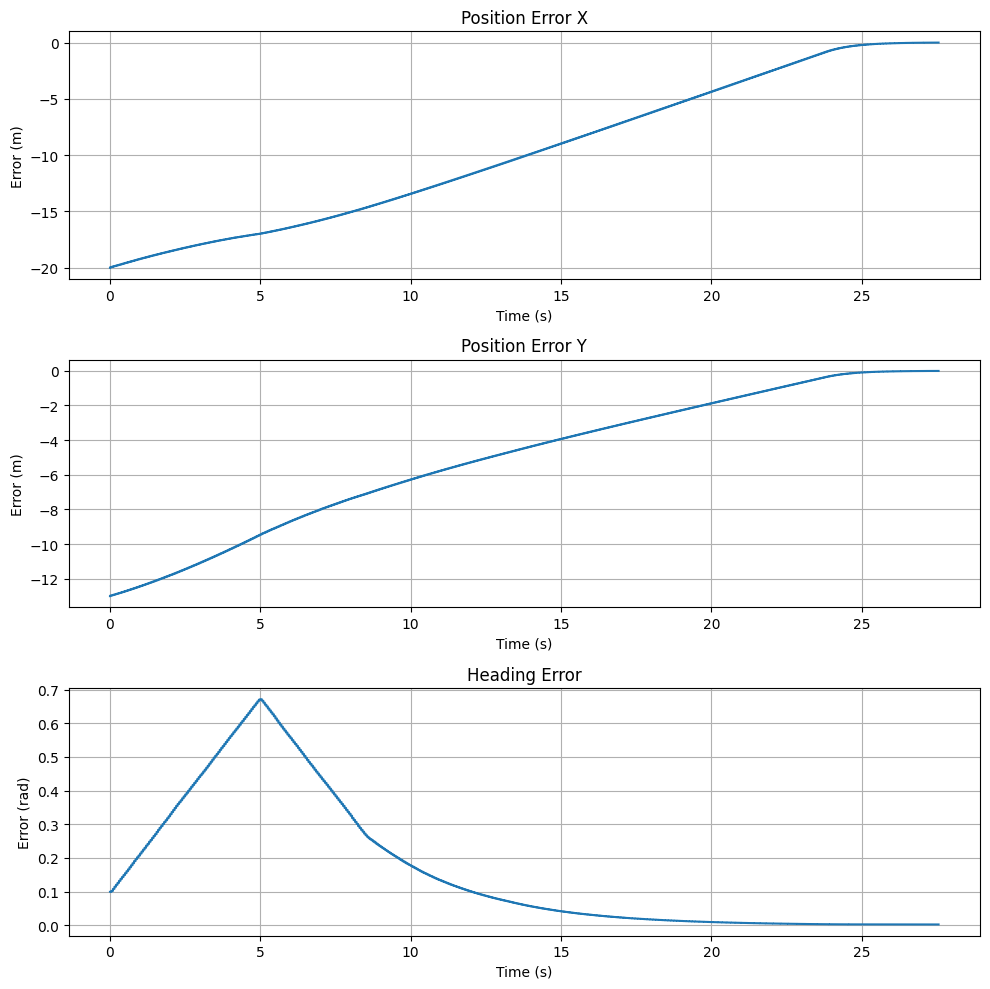 Position Error X
0
−5
−10
−15
−20
Error (m)
0 5 10 15 20 25
Time (s)
Position Error Y
0
−2
−4
−6
−8
−10
−12
Error (m)
0 5 10 15 20 25
Time (s)
Heading Error
0.7
0.6
0.5
0.4
0.3
0.2
0.1
0.0
Error (rad)
0 5 10 15 20 25
Time (s)